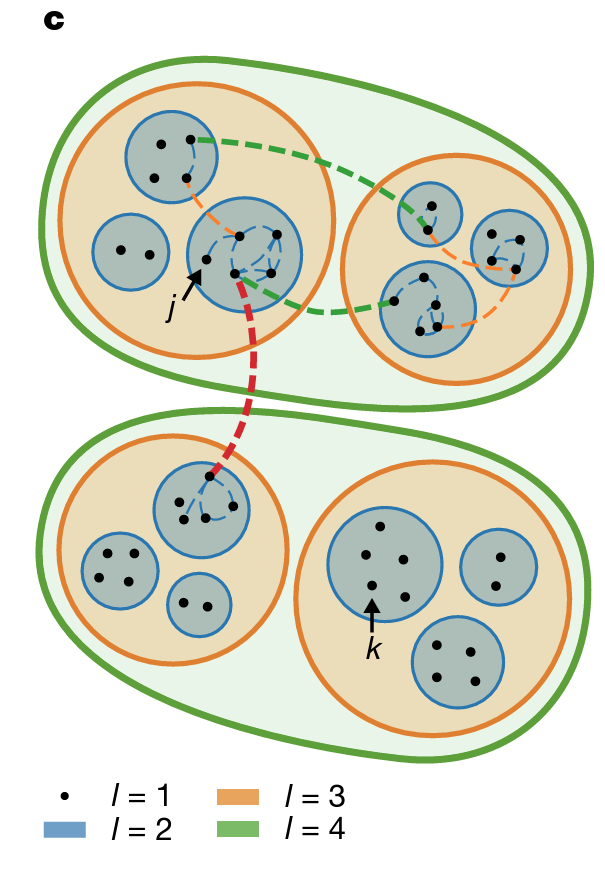 c
j
k
l = 1 l = 3
l = 2 l = 4